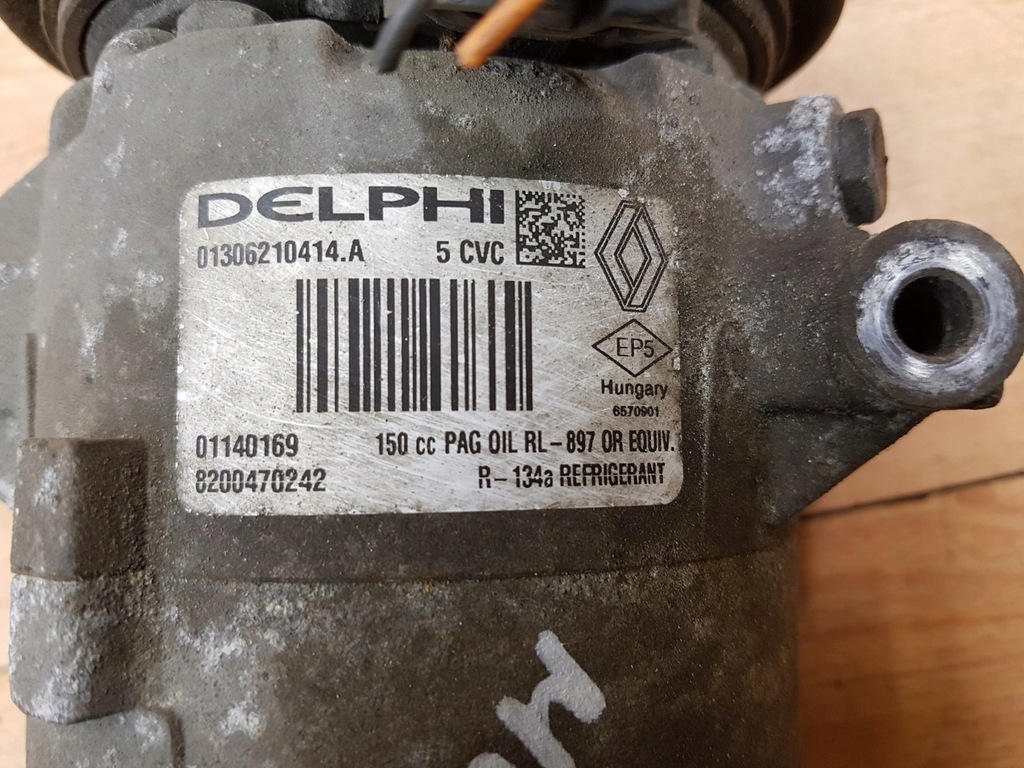 DELPHI
01306210414.A 5 CVC
EP5
Hungary
6570901
01140169 150 cc PAG OIL RL-897 OR EQUIV.
8200470242 R-134a REFRIGERANT